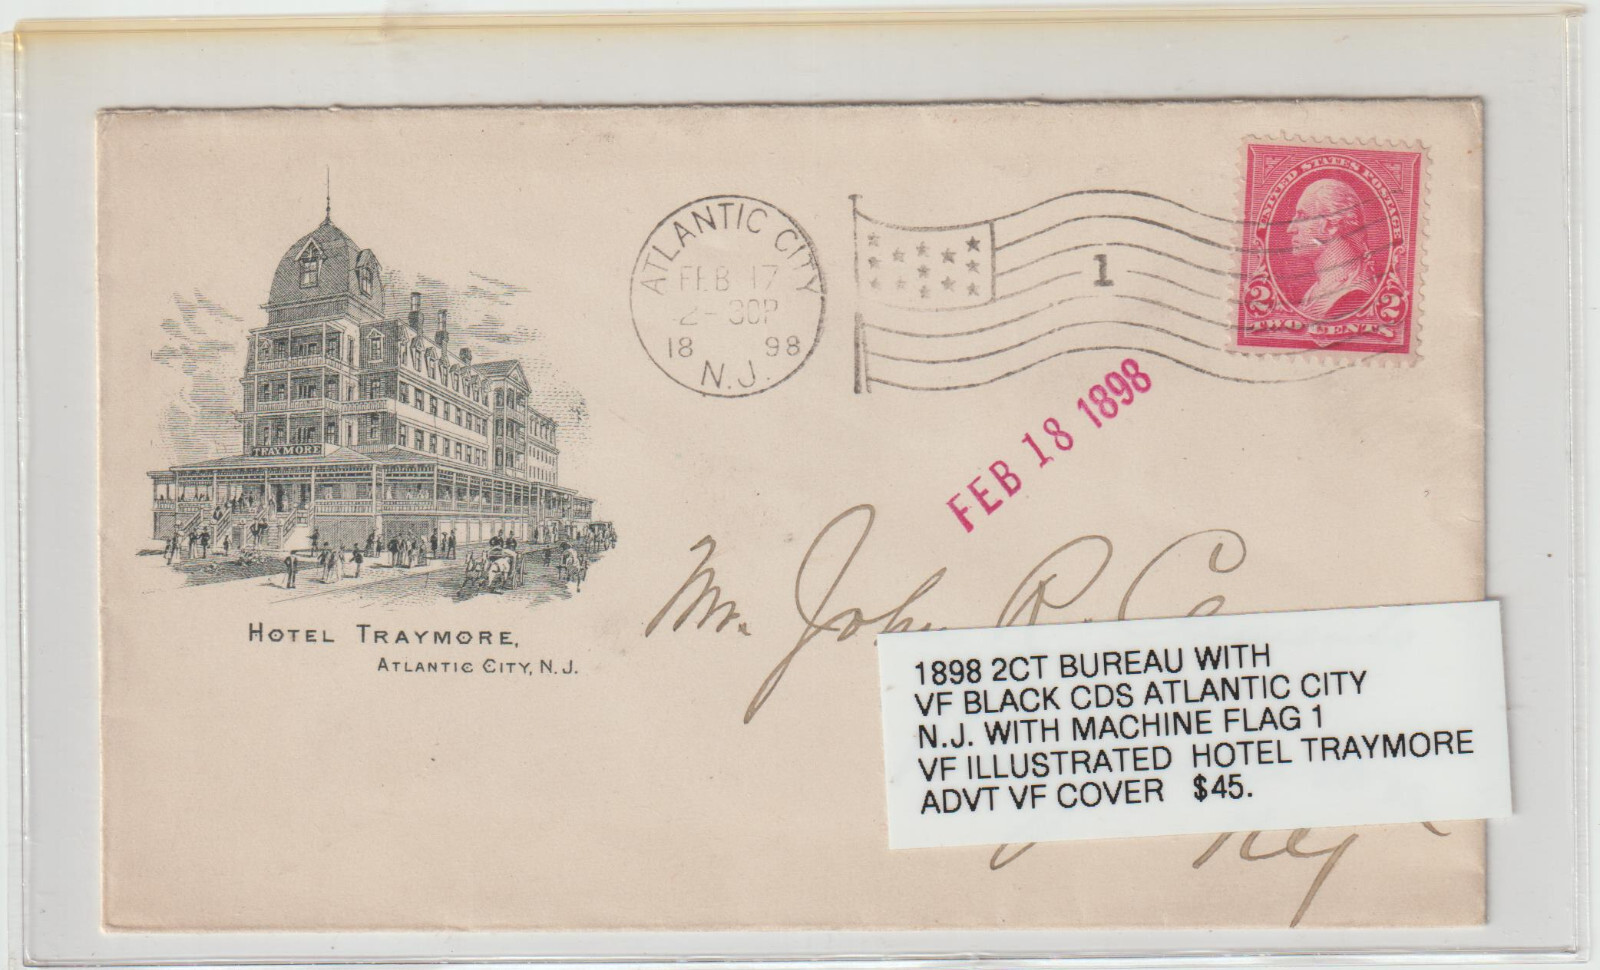 TRAYMORE
HOTEL TRAYMORE,
ATLANTIC CITY, N.J.
ATLANTIC CITY
FEB 17
2-30P
18 98
N.J.
1
UNITED STATES POSTAGE
2 2
TWO CENTS
FEB 18 1898
Mr. John R. C
1898 2CT BUREAU WITH
VF BLACK CDS ATLANTIC CITY
N.J. WITH MACHINE FLAG 1
VF ILLUSTRATED HOTEL TRAYMORE
ADVT VF COVER $45.